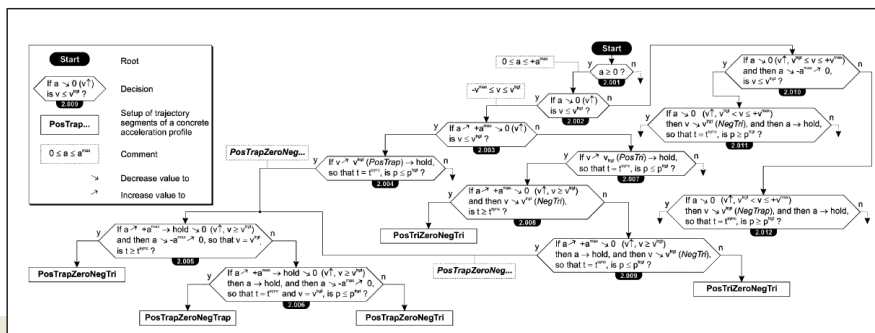 Start
Root
If a ↘ 0 (v↑)
is v ≤ v^trgt ?
2.009
Decision
PosTrap...
Setup of trajectory
segments of a concrete
acceleration profile
0 ≤ a ≤ a^max
Comment
↘ Decrease value to
↗ Increase value to
Start
0 ≤ a ≤ +a^max
y a ≥ 0 ? n
2.001
-v^max ≤ v ≤ v^trgt
y If a ↘ 0 (v↑)
is v ≤ v^trgt ? n
2.002
y If a ↘ 0 (v↑, v^trgt ≤ v ≤ +v^max)
and then a ↘ -a^max ↗ 0,
is v ≤ v^trgt ? n
2.010
y If a ↗ +a^max ↘ 0 (v↑)
is v ≤ v^trgt ? n
2.003
y If a ↘ 0 (v↑, v^trgt < v ≤ +v^max)
then v ↘ v^trgt (NegTri), and then a → hold,
so that t = t^sync, is p ≥ p^trgt ? n
2.011
PosTrapZeroNeg...
y If v ↗ v^trgt (PosTrap) → hold,
so that t = t^sync, is p ≤ p^trgt ? n
2.004
y If v ↗ v_trgt (PosTri) → hold,
so that t = t^sync, is p ≤ p^trgt ? n
2.007
y If a ↗ +a^max ↘ 0 (v↑, v ≥ v^trgt)
and then v ↘ v^trgt (NegTri),
is t ≥ t^sync ? n
2.008
y If a ↘ 0 (v↑, v^trgt < v ≤ +v^max)
then v ↘ v^trgt (NegTrap), and then a → hold,
so that t = t^sync, is p ≥ p^trgt ? n
2.012
y If a ↗ +a^max → hold ↘ 0 (v↑, v ≥ v^trgt)
and then a ↘ -a^max ↗ 0, so that v = v^trgt,
is t ≥ t^sync ? n
2.005
PosTriZeroNegTri
y If a ↗ +a^max ↘ 0 (v↑, v ≥ v^trgt)
then a → hold, and then v ↘ v^trgt (NegTri)
so that t = t^sync, is p ≤ p^trgt ? n
2.009
PosTrapZeroNegTri
y If a ↗ +a^max → hold ↘ 0 (v↑, v ≥ v^trgt)
then a → hold, and then a ↘ -a^max ↗ 0,
so that t = t^sync and v = v^trgt, is p ≤ p^trgt ? n
2.006
PosTrapZeroNeg...
PosTriZeroNegTri
PosTrapZeroNegTrap
PosTrapZeroNegTri